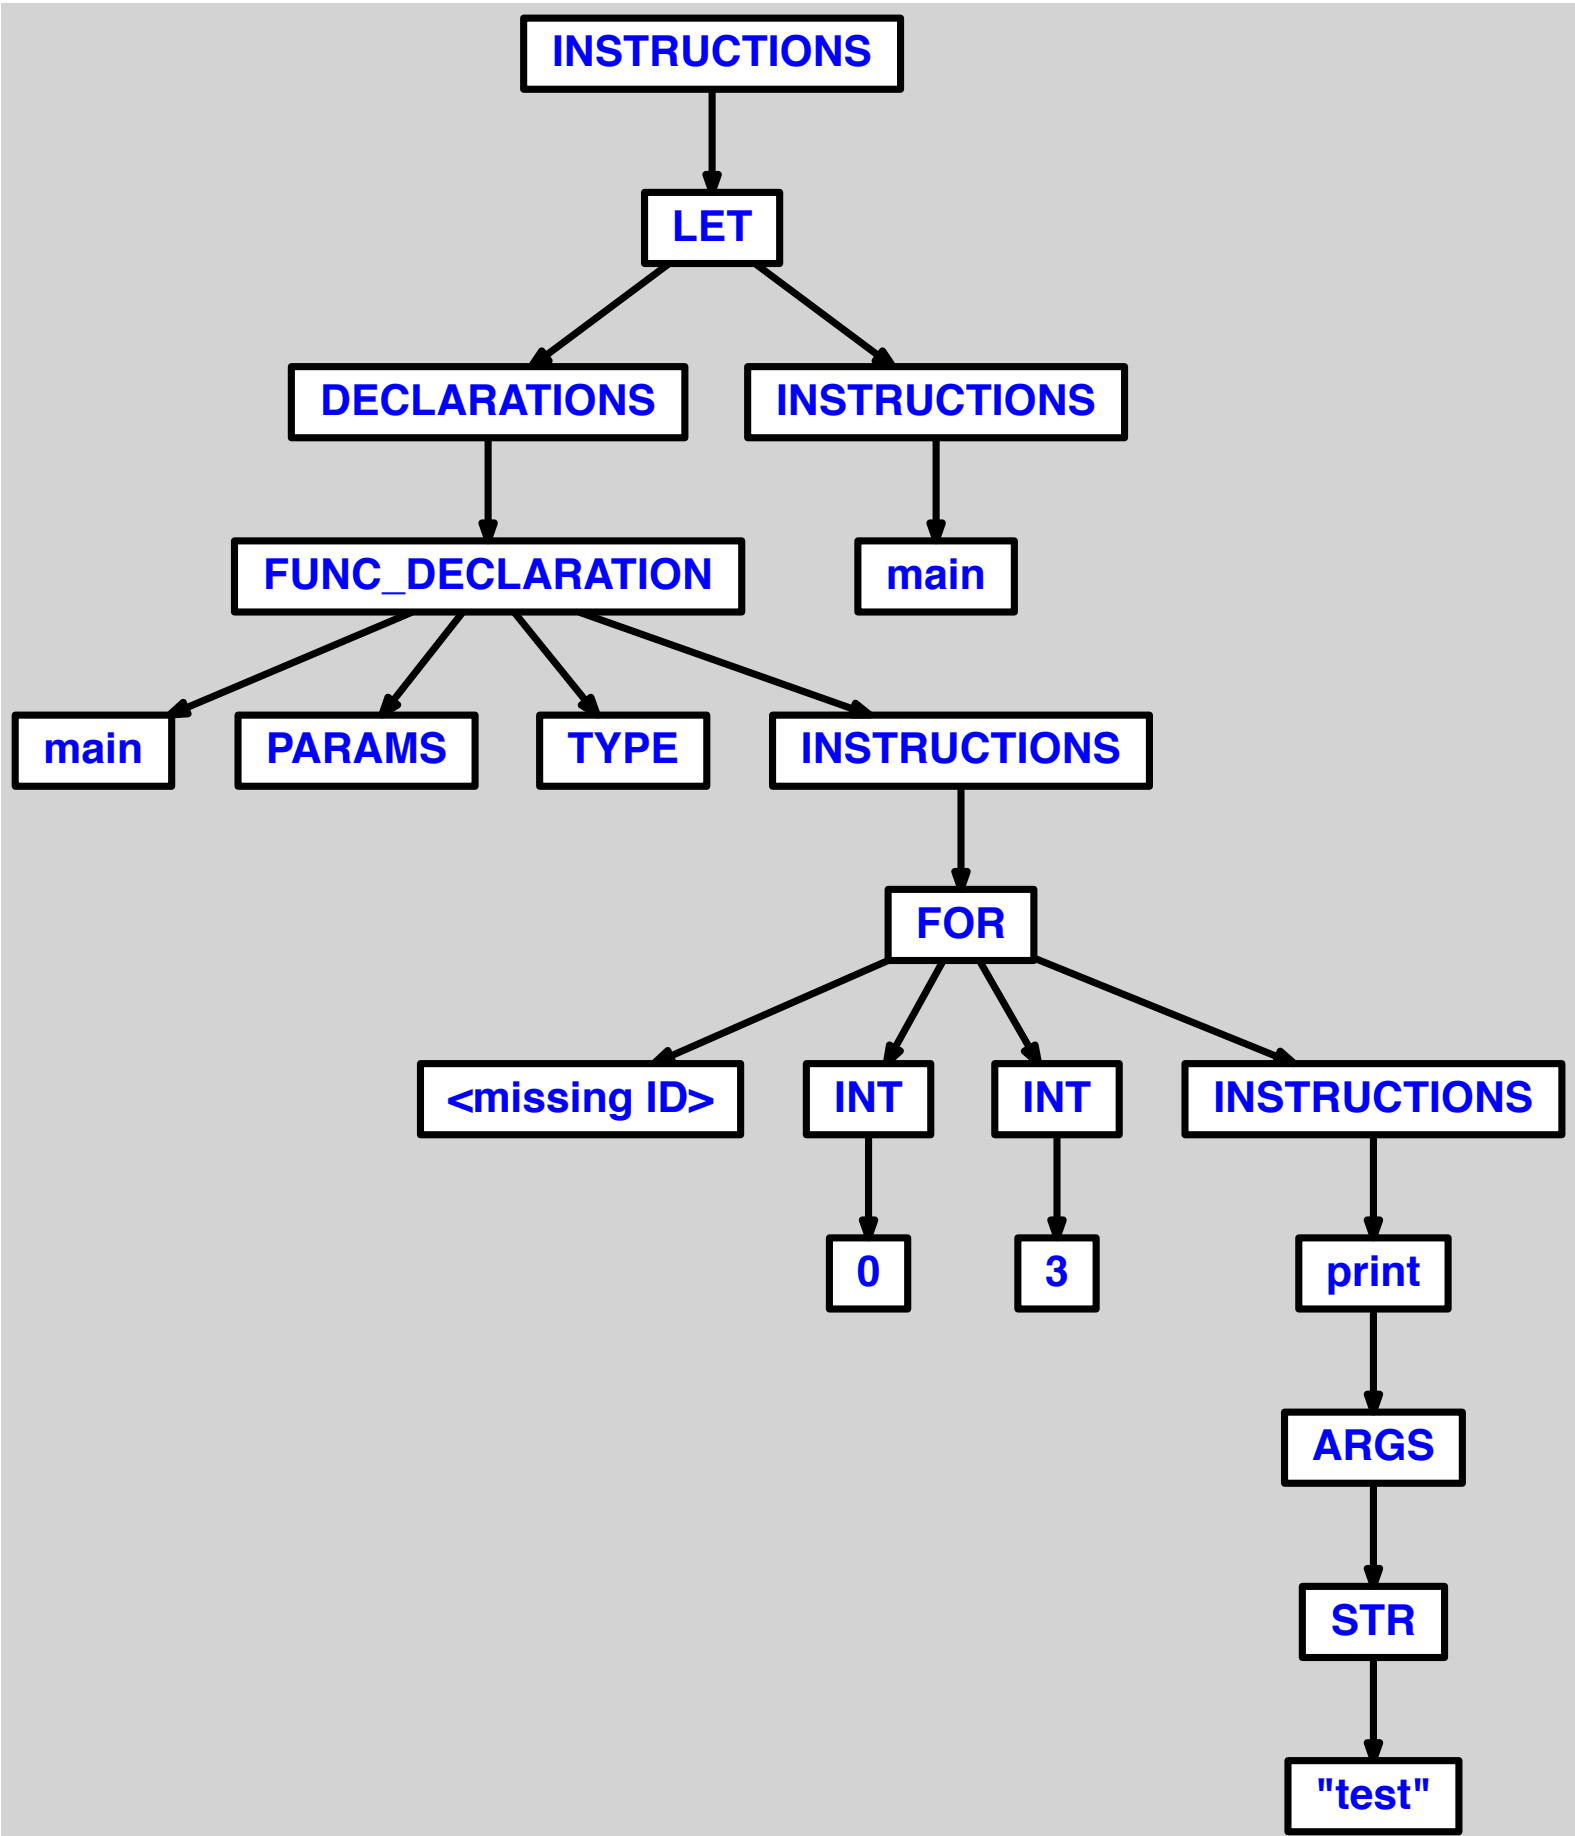 INSTRUCTIONS
LET
DECLARATIONS
INSTRUCTIONS
FUNC_DECLARATION
main
main
PARAMS
TYPE
INSTRUCTIONS
FOR
<missing ID>
INT
INT
INSTRUCTIONS
0
3
print
ARGS
STR
"test"